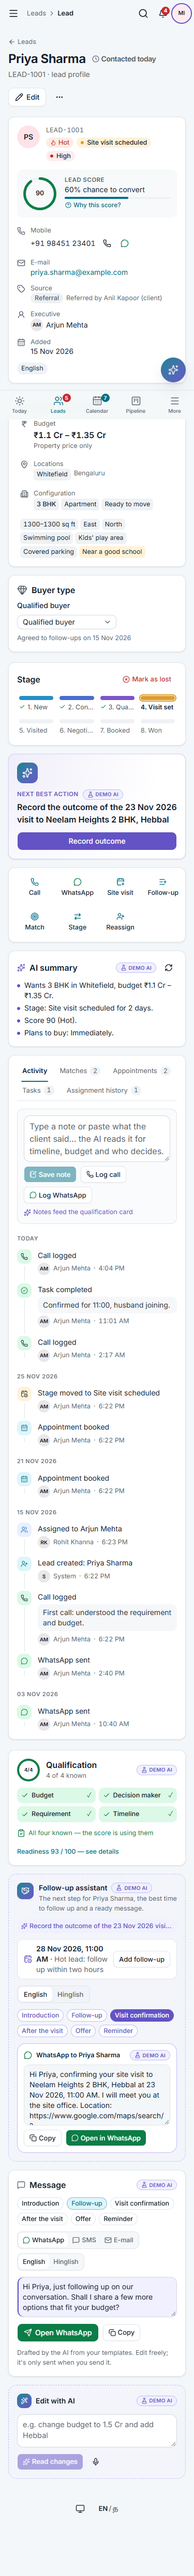 Leads › Lead
4
MI
← Leads
Priya Sharma
Contacted today
LEAD-1001 · lead profile
Edit
PS
LEAD-1001
Hot
Site visit scheduled
High
90
LEAD SCORE
60% chance to convert
Why this score?
Mobile
+91 98451 23401
E-mail
priya.sharma@example.com
Source
Referral Referred by Anil Kapoor (client)
Executive
AM Arjun Mehta
Added
15 Nov 2026
English
Today
5
Leads
7
Calendar
Pipeline
More
Budget
₹1.1 Cr – ₹1.35 Cr
Property price only
Locations
Whitefield Bengaluru
Configuration
3 BHK Apartment Ready to move
1300–1300 sq ft East North
Swimming pool Kids' play area
Covered parking Near a good school
Buyer type
Qualified buyer
Qualified buyer
Agreed to follow-ups on 15 Nov 2026
Stage
Mark as lost
1. New
2. Con...
3. Qua...
4. Visit set
5. Visited
6. Negoti...
7. Booked
8. Won
NEXT BEST ACTION DEMO AI
Record the outcome of the 23 Nov 2026 visit to Neelam Heights 2 BHK, Hebbal
Record outcome
Call
WhatsApp
Site visit
Follow-up
Match
Stage
Reassign
AI summary
DEMO AI
Wants 3 BHK in Whitefield, budget ₹1.1 Cr – ₹1.35 Cr.
Stage: Site visit scheduled for 2 days.
Score 90 (Hot).
Plans to buy: Immediately.
Activity
Matches 2
Appointments 2
Tasks 1
Assignment history 1
Type a note or paste what the client said… the AI reads it for timeline, budget and who decides.
Save note
Log call
Log WhatsApp
Notes feed the qualification card
TODAY
Call logged
AM Arjun Mehta · 4:04 PM
Task completed
Confirmed for 11:00, husband joining.
AM Arjun Mehta · 11:01 AM
Call logged
AM Arjun Mehta · 2:17 AM
25 NOV 2026
Stage moved to Site visit scheduled
AM Arjun Mehta · 6:22 PM
Appointment booked
AM Arjun Mehta · 6:22 PM
21 NOV 2026
Appointment booked
AM Arjun Mehta · 6:22 PM
15 NOV 2026
Assigned to Arjun Mehta
RK Rohit Khanna · 6:23 PM
Lead created: Priya Sharma
S System · 6:22 PM
Call logged
First call: understood the requirement and budget.
AM Arjun Mehta · 6:22 PM
WhatsApp sent
AM Arjun Mehta · 2:40 PM
03 NOV 2026
WhatsApp sent
AM Arjun Mehta · 10:40 AM
4/4
Qualification
4 of 4 known
DEMO AI
Budget
Decision maker
Requirement
Timeline
All four known — the score is using them
Readiness 93 / 100 — see details
Follow-up assistant DEMO AI
The next step for Priya Sharma, the best time to follow up and a ready message.
Record the outcome of the 23 Nov 2026 visi...
28 Nov 2026, 11:00 AM · Hot lead: follow up within two hours
Add follow-up
English Hinglish
Introduction Follow-up Visit confirmation
After the visit Offer Reminder
WhatsApp to Priya Sharma
DEMO AI
Hi Priya, confirming your site visit to Neelam Heights 2 BHK, Hebbal at 23 Nov 2026, 11:00 AM. I will meet you at the site office. Location: https://www.google.com/maps/search/
Copy
Open in WhatsApp
Message
DEMO AI
Introduction Follow-up Visit confirmation
After the visit Offer Reminder
WhatsApp SMS E-mail
English Hinglish
Hi Priya, just following up on our conversation. Shall I share a few more options that fit your budget?
Open WhatsApp
Copy
Drafted by the AI from your templates. Edit freely; it's only sent when you send it.
Edit with AI
DEMO AI
e.g. change budget to 1.5 Cr and add Hebbal
Read changes
EN / हि